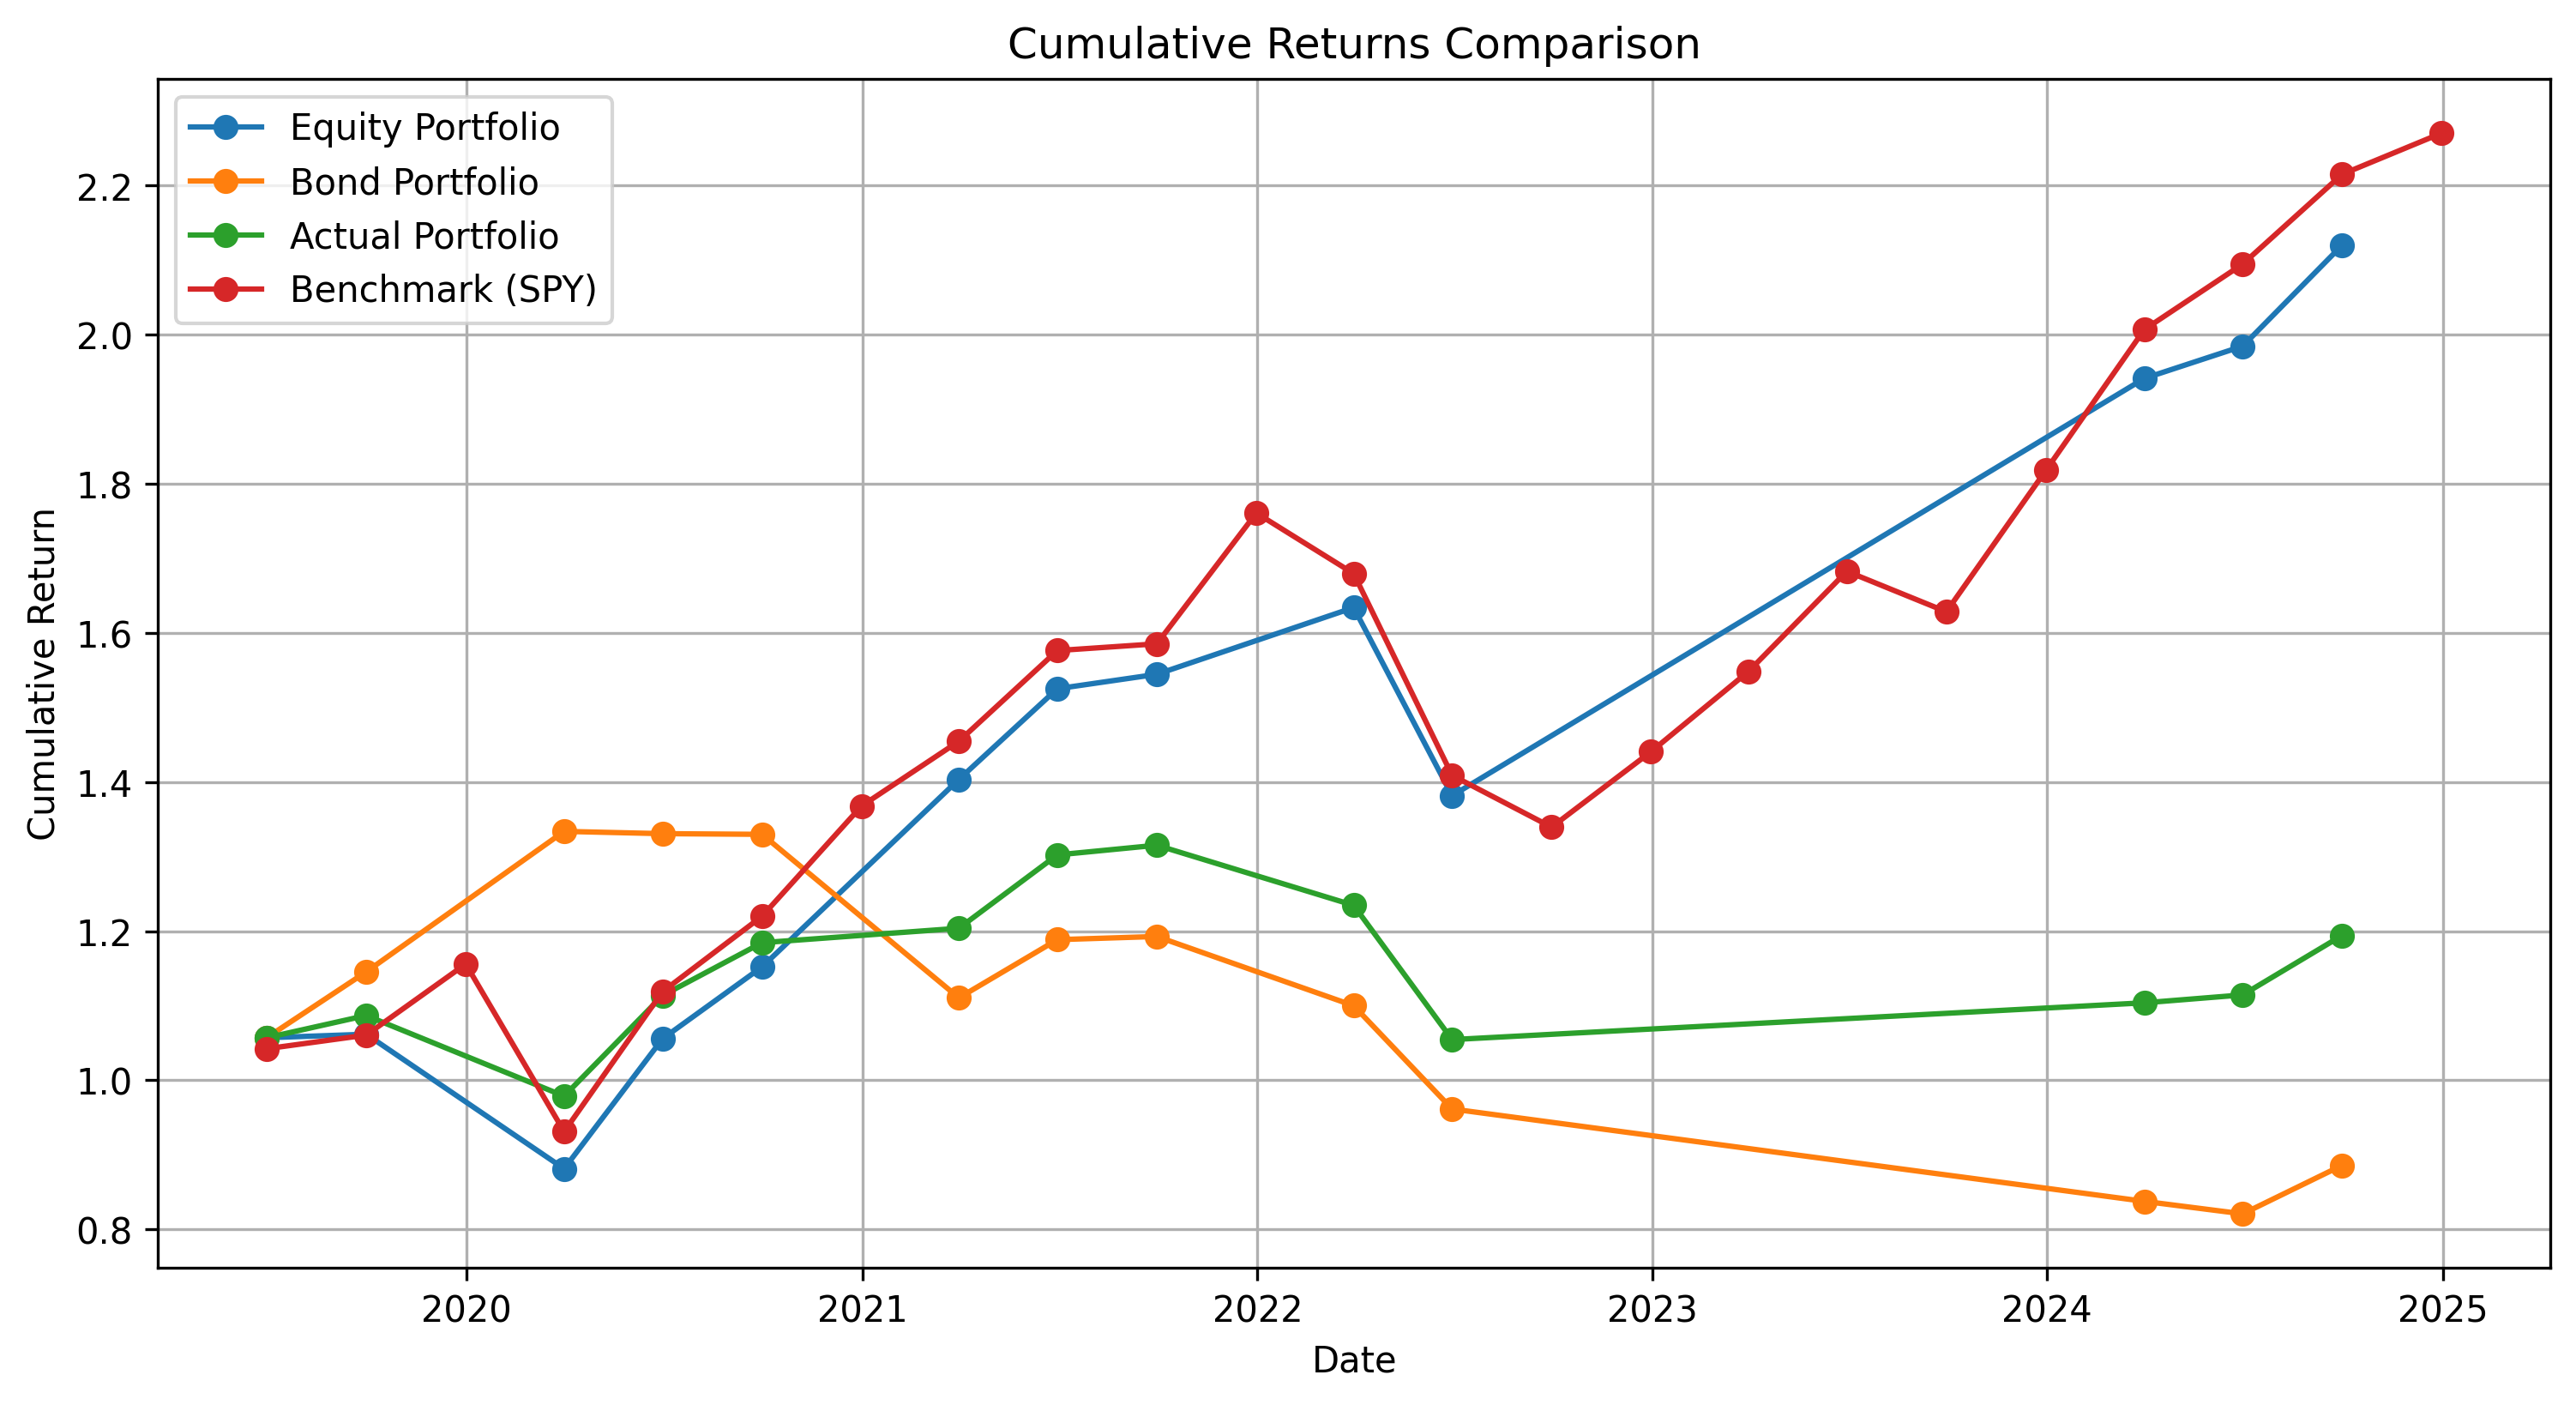 Cumulative Returns Comparison
Equity Portfolio
Bond Portfolio
Actual Portfolio
Benchmark (SPY)
Cumulative Return
2.2
2.0
1.8
1.6
1.4
1.2
1.0
0.8
2020 2021 2022 2023 2024 2025
Date